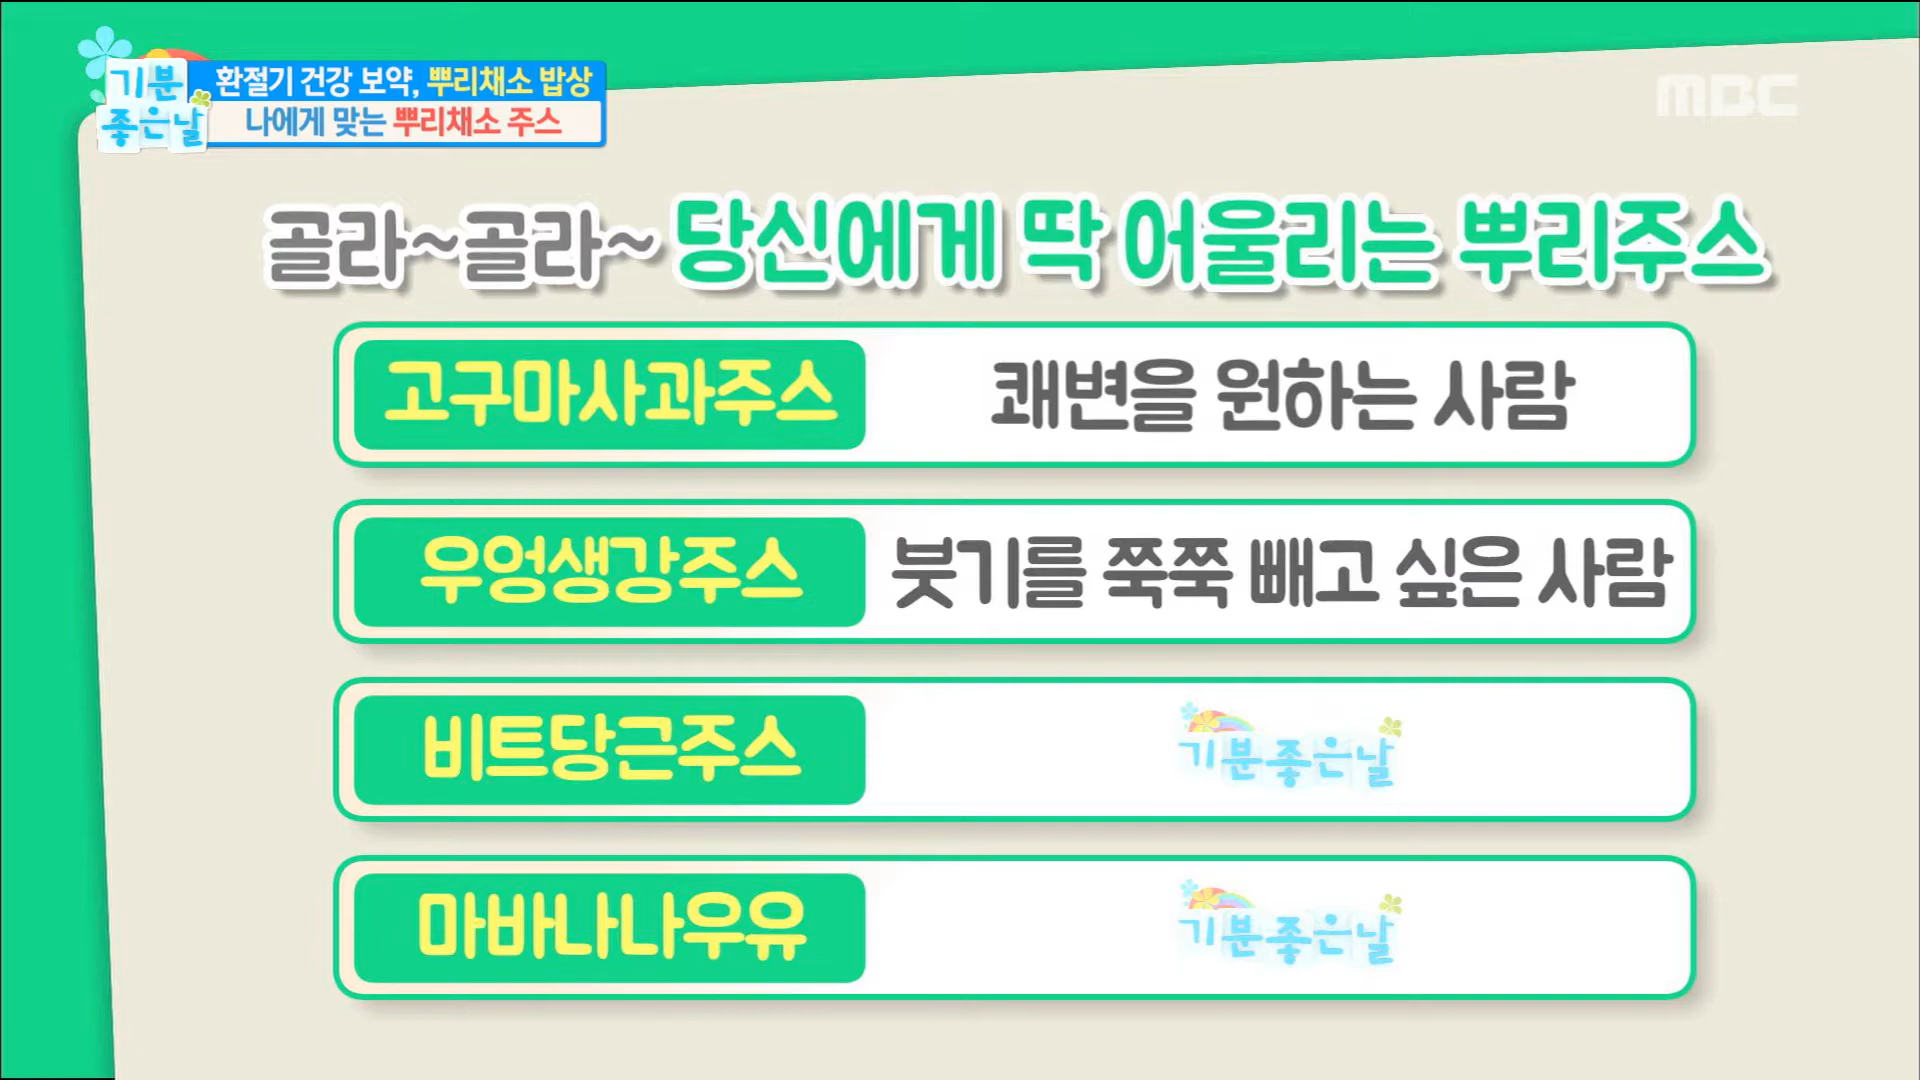 기분
좋은날
환절기 건강 보약, 뿌리채소 밥상
나에게 맞는 뿌리채소 주스
MBC
골라~골라~ 당신에게 딱 어울리는 뿌리주스
고구마사과주스 쾌변을 원하는 사람
우엉생강주스 붓기를 쭉쭉 빼고 싶은 사람
비트당근주스 기분좋은날
마바나나우유 기분좋은날